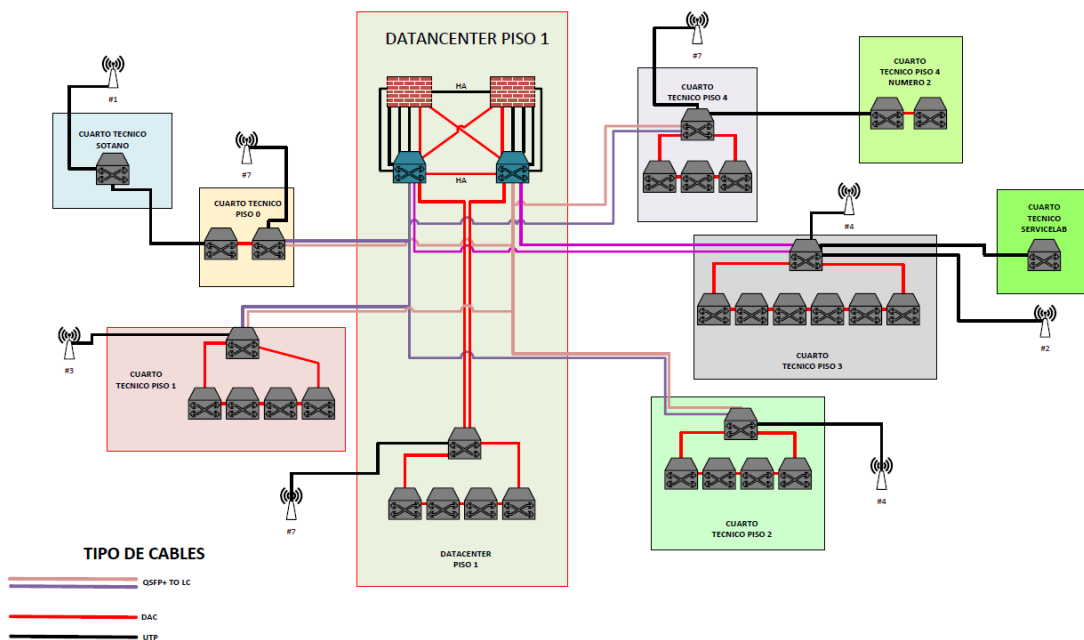 DATANCENTER PISO 1
HA
HA
#1
CUARTO TECNICO
SOTANO
#7
CUARTO TECNICO
PISO 0
#3
CUARTO
TECNICO PISO 1
#7
DATACENTER
PISO 1
#7
CUARTO
TECNICO PISO 4
CUARTO
TECNICO PISO 4
NUMERO 2
#4
CUARTO
TECNICO
SERVICELAB
#2
CUARTO
TECNICO PISO 3
#4
CUARTO
TECNICO PISO 2
TIPO DE CABLES
QSFP+ TO LC
DAC
UTP